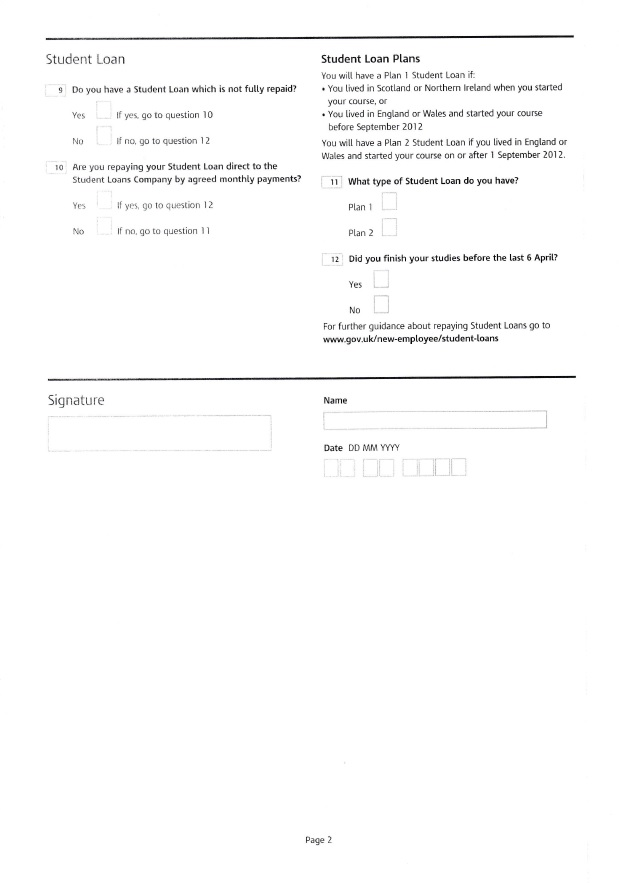 Student Loan
9 Do you have a Student Loan which is not fully repaid?
Yes If yes, go to question 10
No If no, go to question 12
10 Are you repaying your Student Loan direct to the
Student Loans Company by agreed monthly payments?
Yes If yes, go to question 12
No If no, go to question 11
Student Loan Plans
You will have a Plan 1 Student Loan if:
• You lived in Scotland or Northern Ireland when you started
your course, or
• You lived in England or Wales and started your course
before September 2012
You will have a Plan 2 Student Loan if you lived in England or
Wales and started your course on or after 1 September 2012.
11 What type of Student Loan do you have?
Plan 1
Plan 2
12 Did you finish your studies before the last 6 April?
Yes
No
For further guidance about repaying Student Loans go to
www.gov.uk/new-employee/student-loans
Signature
Name
Date DD MM YYYY
Page 2